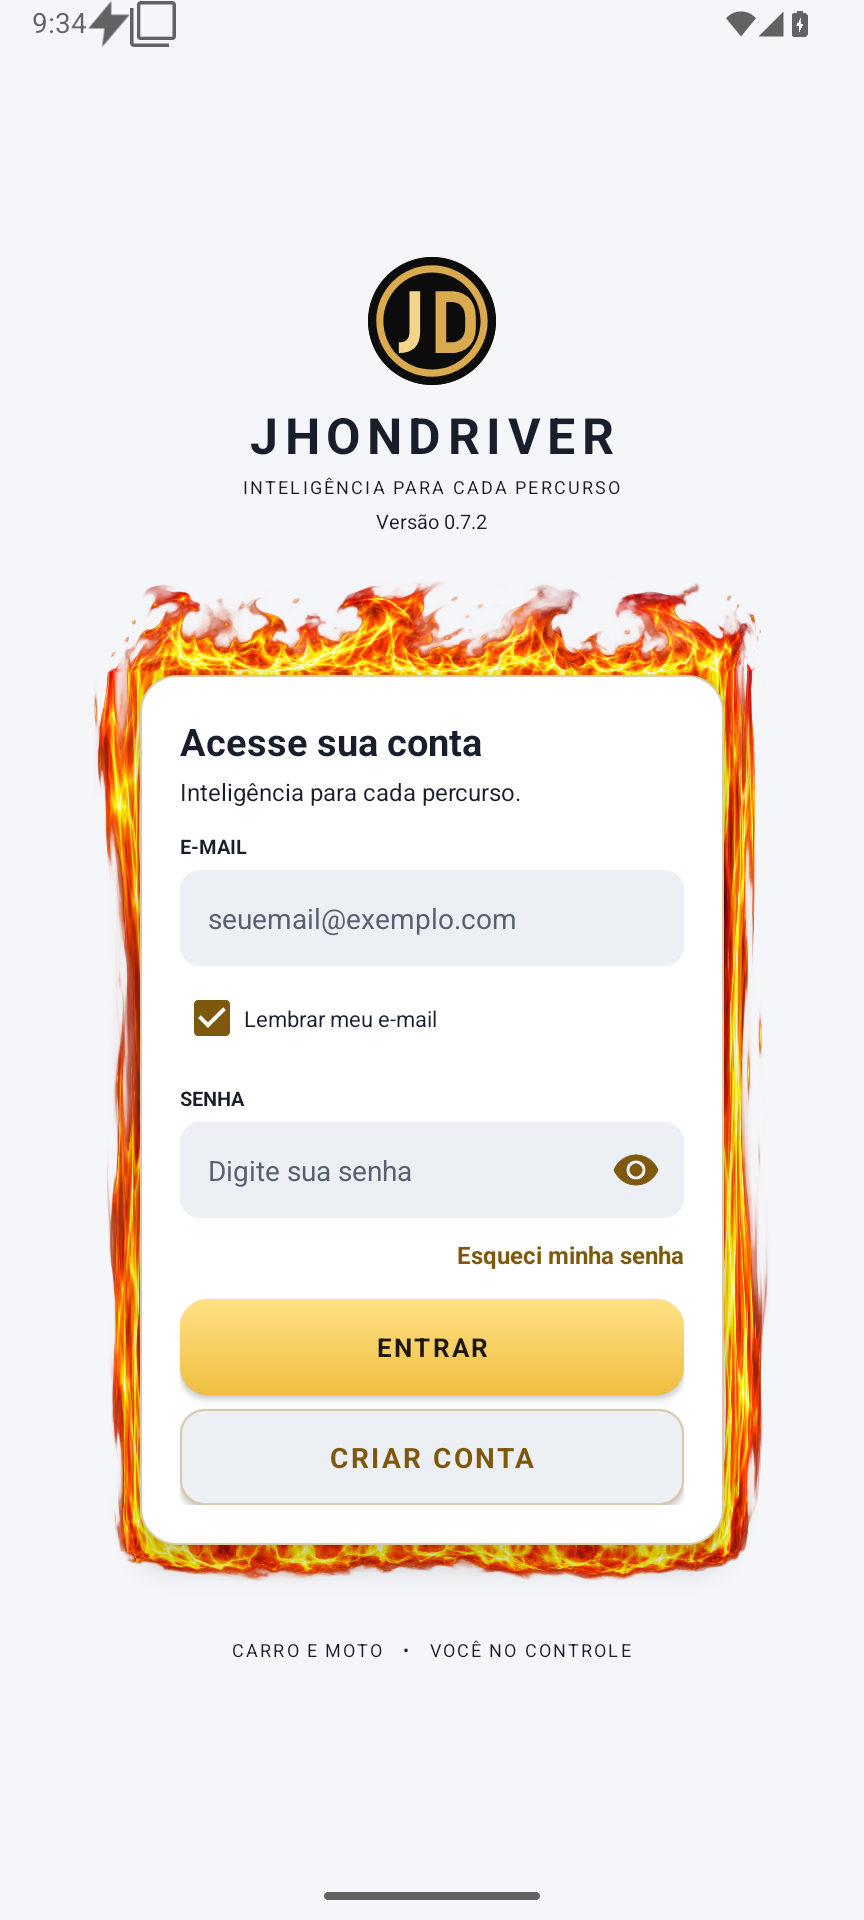 9:34
JD
JHONDRIVER
INTELIGÊNCIA PARA CADA PERCURSO
Versão 0.7.2
Acesse sua conta
Inteligência para cada percurso.
E-MAIL
seuemail@exemplo.com
Lembrar meu e-mail
SENHA
Digite sua senha
Esqueci minha senha
ENTRAR
CRIAR CONTA
CARRO E MOTO • VOCÊ NO CONTROLE